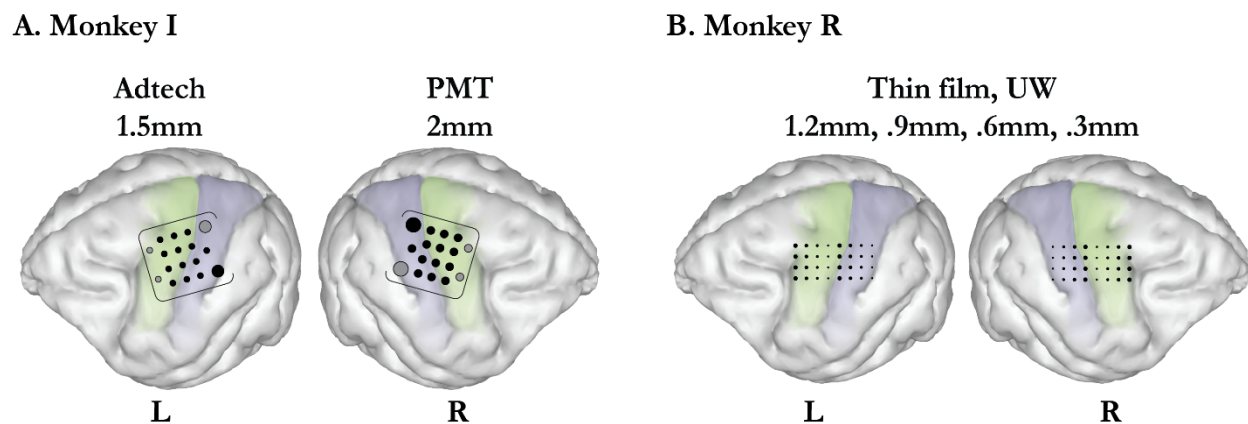 A. Monkey I
Adtech
1.5mm
PMT
2mm
L
R
B. Monkey R
Thin film, UW
1.2mm, .9mm, .6mm, .3mm
L
R